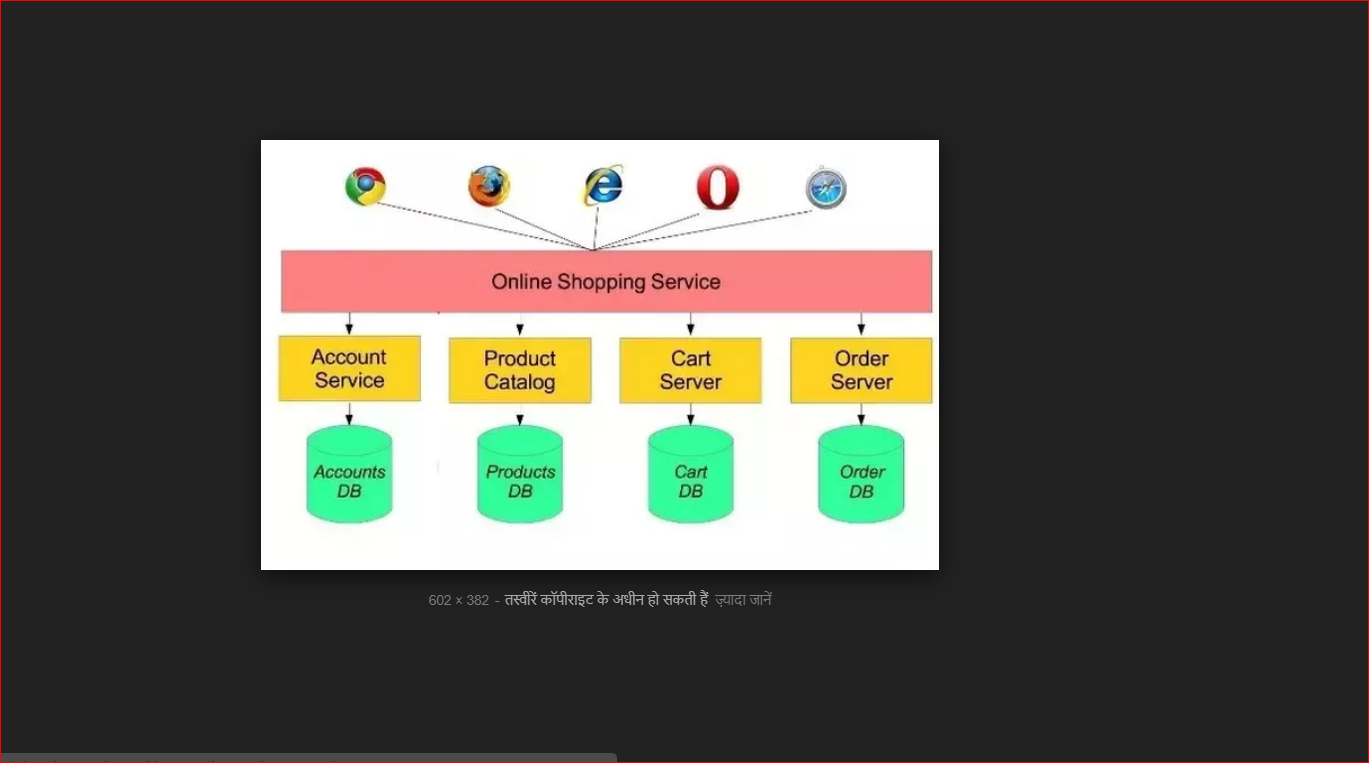 Online Shopping Service
Account
Service
Product
Catalog
Cart
Server
Order
Server
Accounts
DB
Products
DB
Cart
DB
Order
DB
602 × 382 - तस्वीरें कॉपीराइट के अधीन हो सकती हैं ज़्यादा जानें